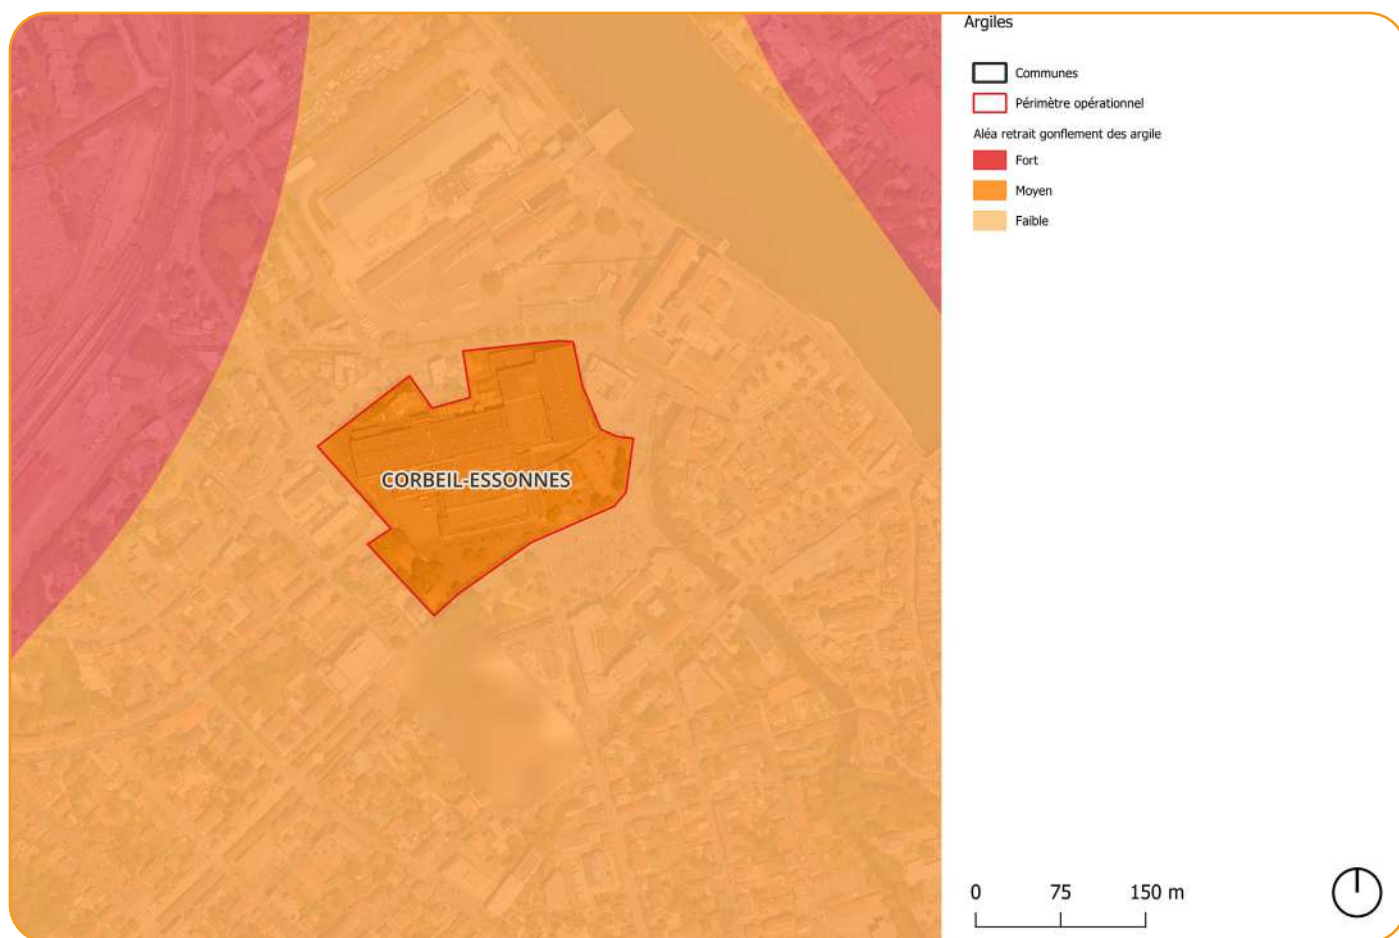 Argiles
Communes
Périmètre opérationnel
Aléa retrait gonflement des argile
Fort
Moyen
Faible
CORBEIL-ESSONNES
0 75 150 m